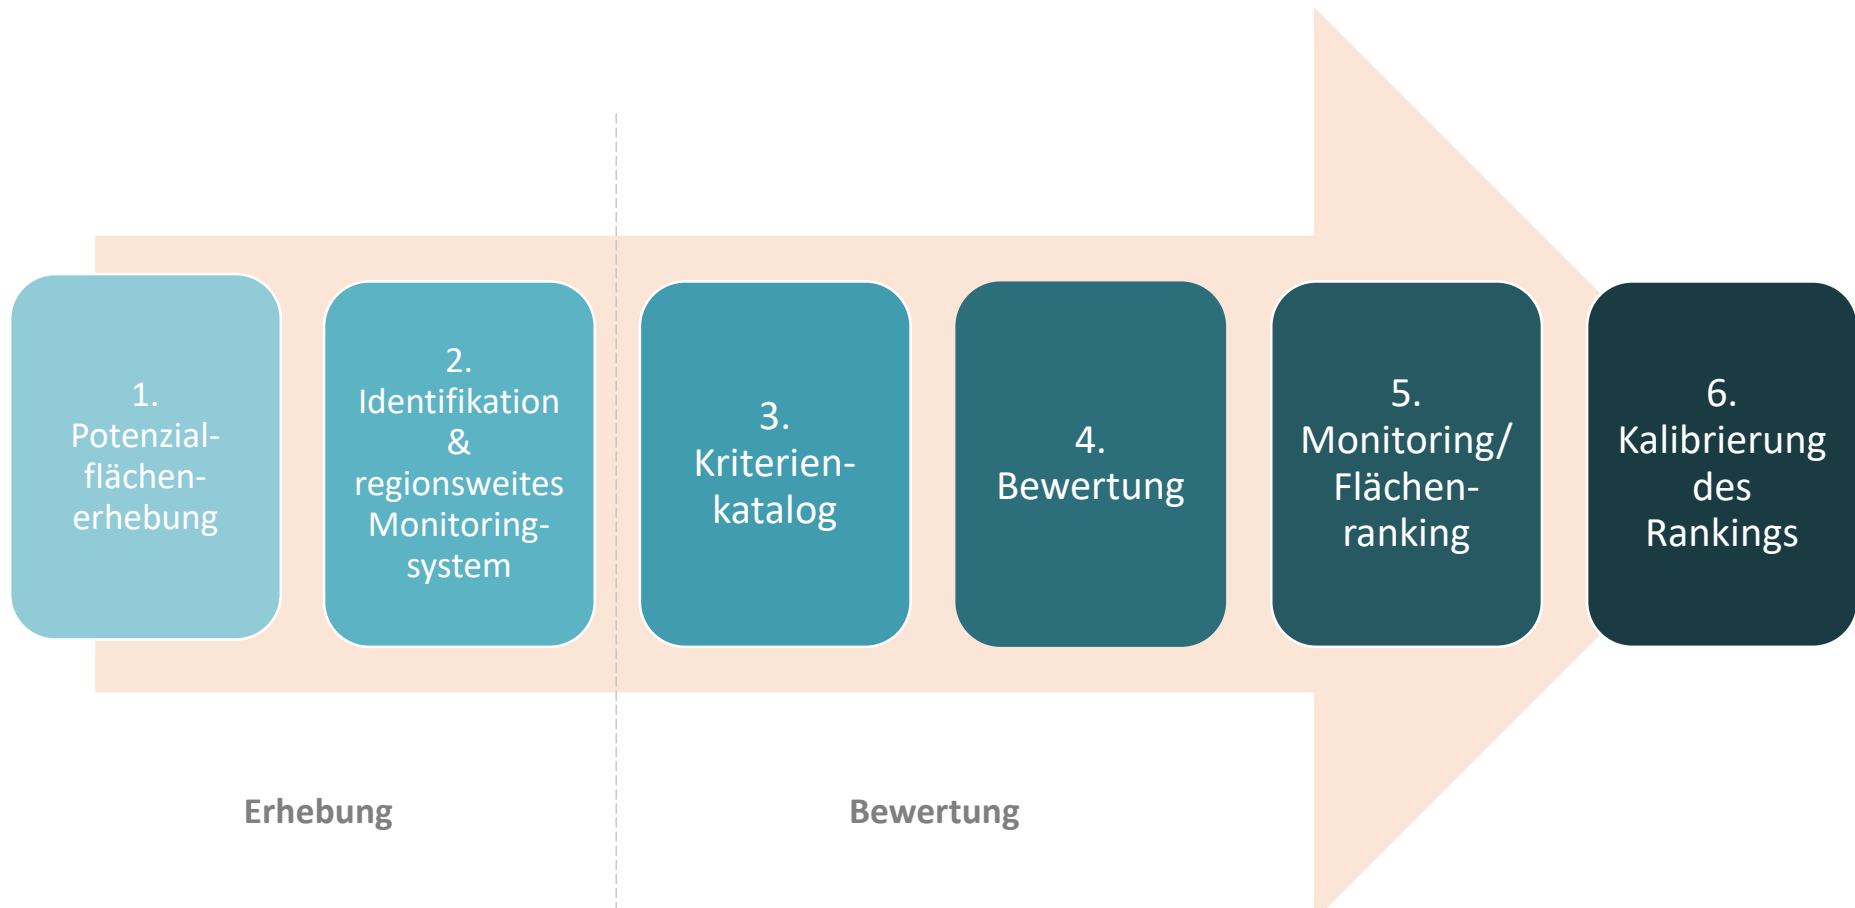 1.
Potenzial-
flächen-
erhebung
2.
Identifikation
&
regionsweites
Monitoring-
system
3.
Kriterien-
katalog
4.
Bewertung
5.
Monitoring/
Flächen-
ranking
6.
Kalibrierung
des
Rankings
Erhebung
Bewertung